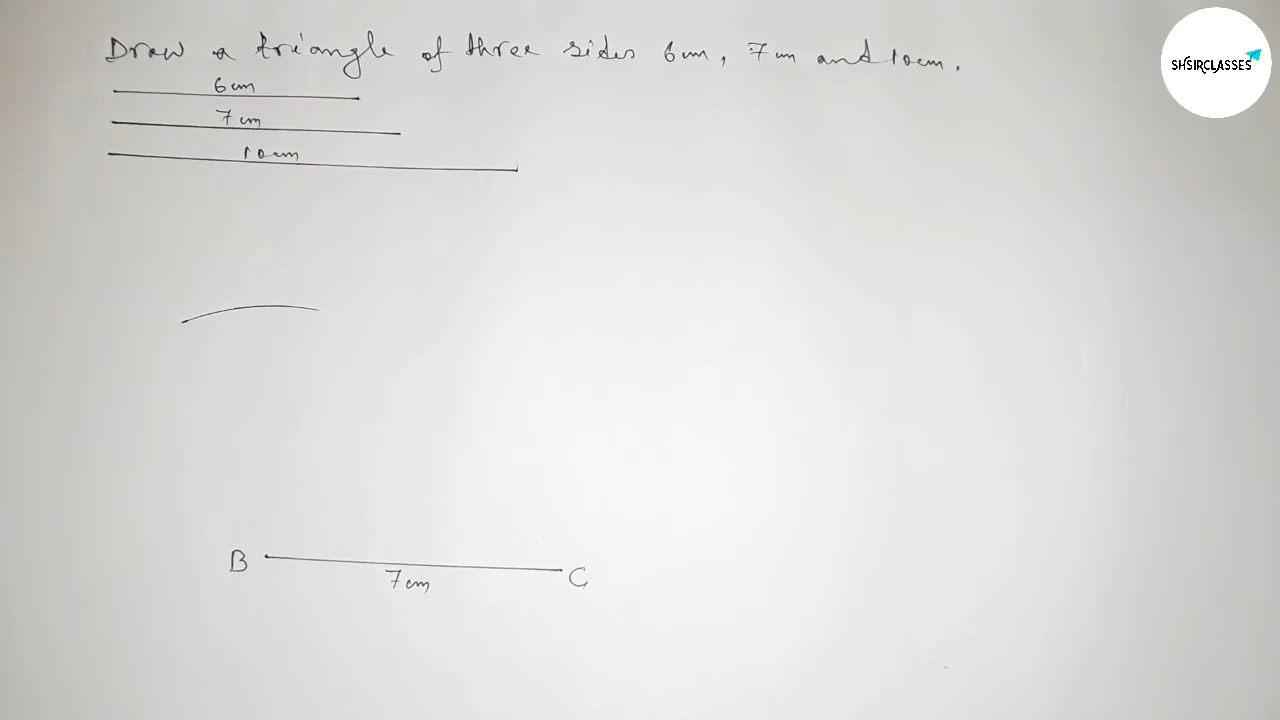 Draw a triangle of three sides 6cm, 7cm and 10cm.
SHSIRCLASSES
6cm
7cm
10cm
B
7cm
C